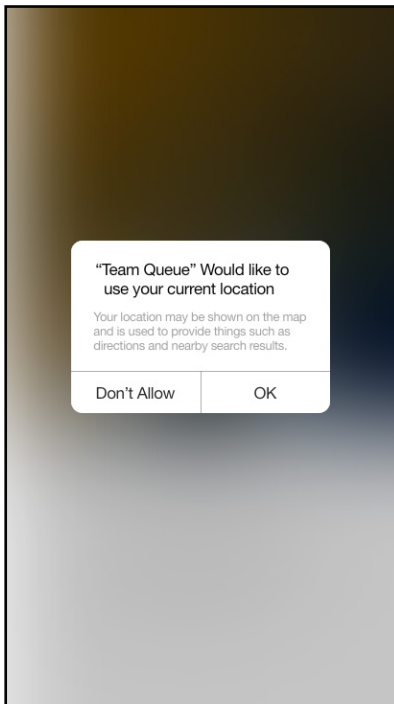 “Team Queue” Would like to
use your current location
Your location may be shown on the map
and is used to provide things such as
directions and nearby search results.
Don’t Allow
OK